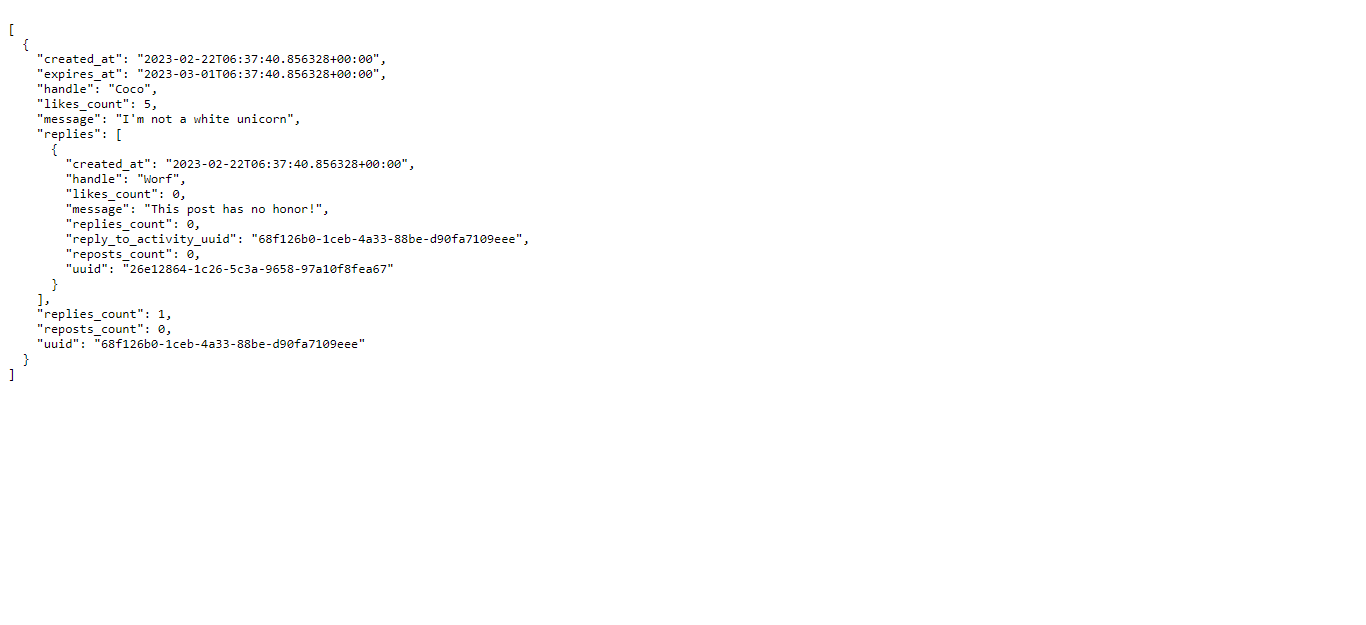 [
  {
    "created_at": "2023-02-22T06:37:40.856328+00:00",
    "expires_at": "2023-03-01T06:37:40.856328+00:00",
    "handle": "Coco",
    "likes_count": 5,
    "message": "I'm not a white unicorn",
    "replies": [
      {
        "created_at": "2023-02-22T06:37:40.856328+00:00",
        "handle": "Worf",
        "likes_count": 0,
        "message": "This post has no honor!",
        "replies_count": 0,
        "reply_to_activity_uuid": "68f126b0-1ceb-4a33-88be-d90fa7109eee",
        "reposts_count": 0,
        "uuid": "26e12864-1c26-5c3a-9658-97a10f8fea67"
      }
    ],
    "replies_count": 1,
    "reposts_count": 0,
    "uuid": "68f126b0-1ceb-4a33-88be-d90fa7109eee"
  }
]